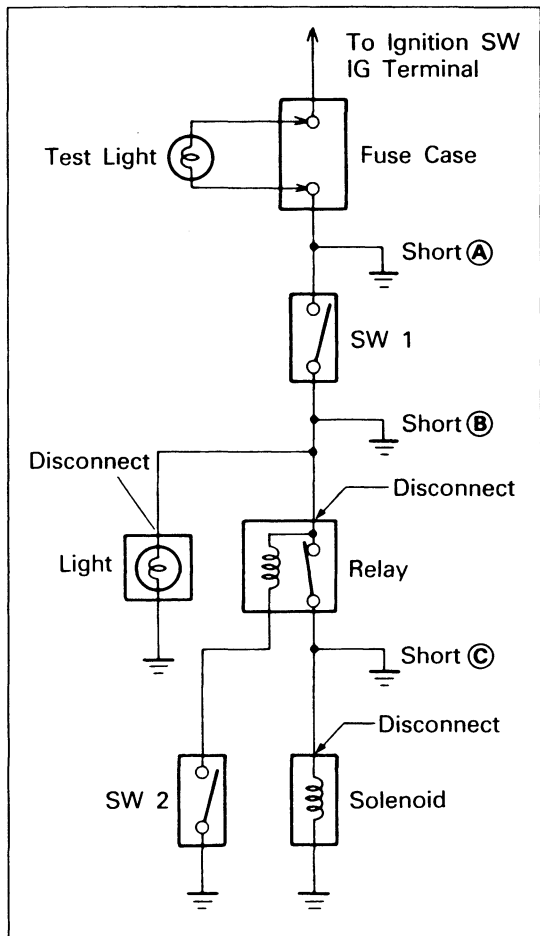 To Ignition SW
IG Terminal
Test Light
Fuse Case
Short Ⓐ
SW 1
Short Ⓑ
Disconnect
Disconnect
Light
Relay
Short Ⓒ
Disconnect
SW 2
Solenoid